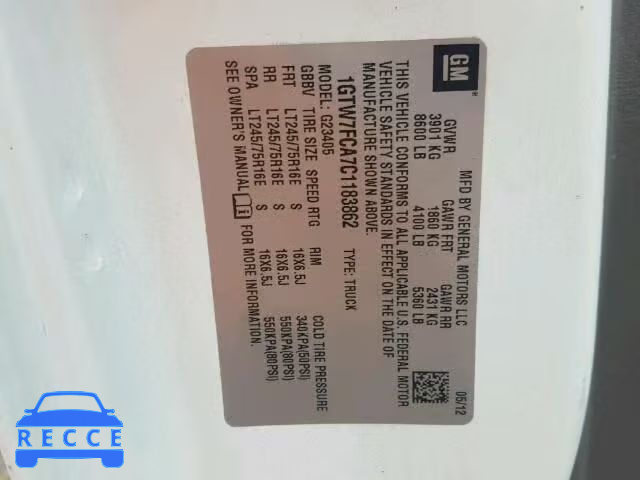 GM
MFD BY GENERAL MOTORS LLC 05/12
GVWR GAWR FRT GAWR RR
3901 KG 1860 KG 2431 KG
8600 LB 4100 LB 5360 LB
THIS VEHICLE CONFORMS TO ALL APPLICABLE U.S. FEDERAL MOTOR
VEHICLE SAFETY STANDARDS IN EFFECT ON THE DATE OF
MANUFACTURE SHOWN ABOVE.
1GTW7FCA7C1183862 TYPE: TRUCK
MODEL: G23405
GBBV TIRE SIZE SPEED RTG RIM COLD TIRE PRESSURE
FRT LT245/75R16E S 16X6.5J 340KPA(50PSI)
RR LT245/75R16E S 16X6.5J 550KPA(80PSI)
SPA LT245/75R16E S 16X6.5J 550KPA(80PSI)
SEE OWNER'S MANUAL FOR MORE INFORMATION.
RECCE